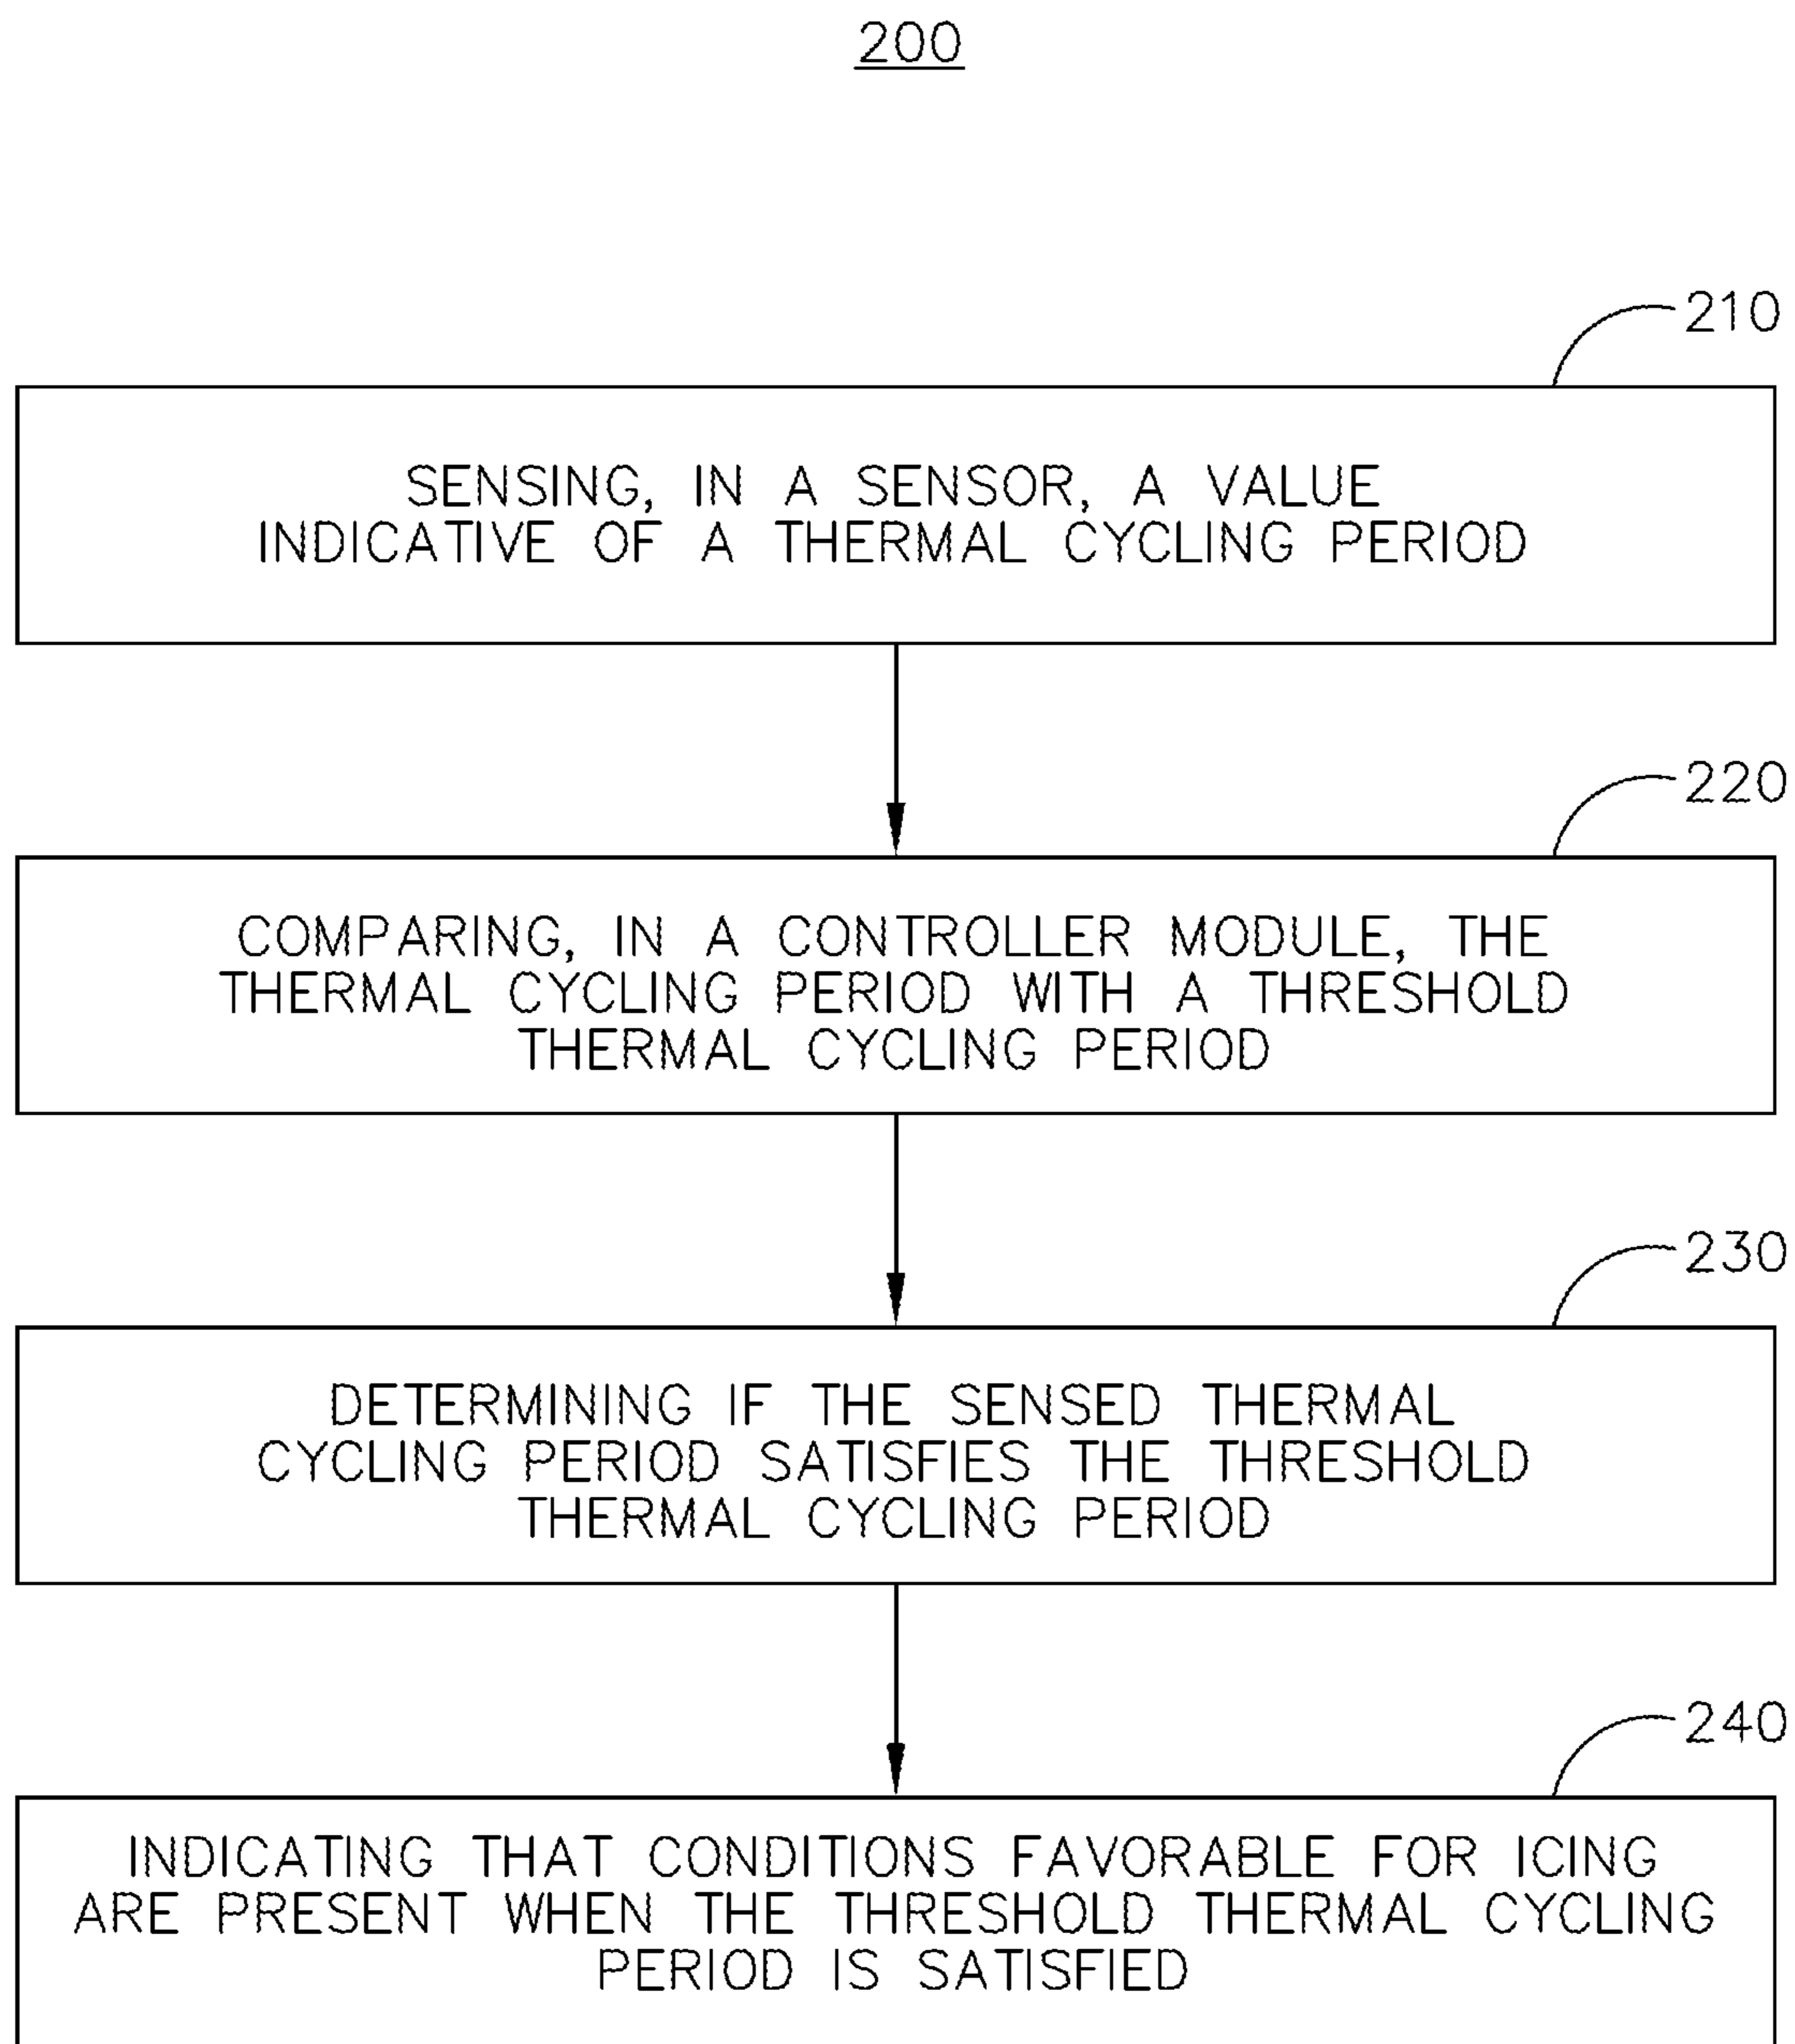 200
210
SENSING, IN A SENSOR, A VALUE
INDICATIVE OF A THERMAL CYCLING PERIOD
220
COMPARING, IN A CONTROLLER MODULE, THE
THERMAL CYCLING PERIOD WITH A THRESHOLD
THERMAL CYCLING PERIOD
230
DETERMINING IF THE SENSED THERMAL
CYCLING PERIOD SATISFIES THE THRESHOLD
THERMAL CYCLING PERIOD
240
INDICATING THAT CONDITIONS FAVORABLE FOR ICING
ARE PRESENT WHEN THE THRESHOLD THERMAL CYCLING
PERIOD IS SATISFIED